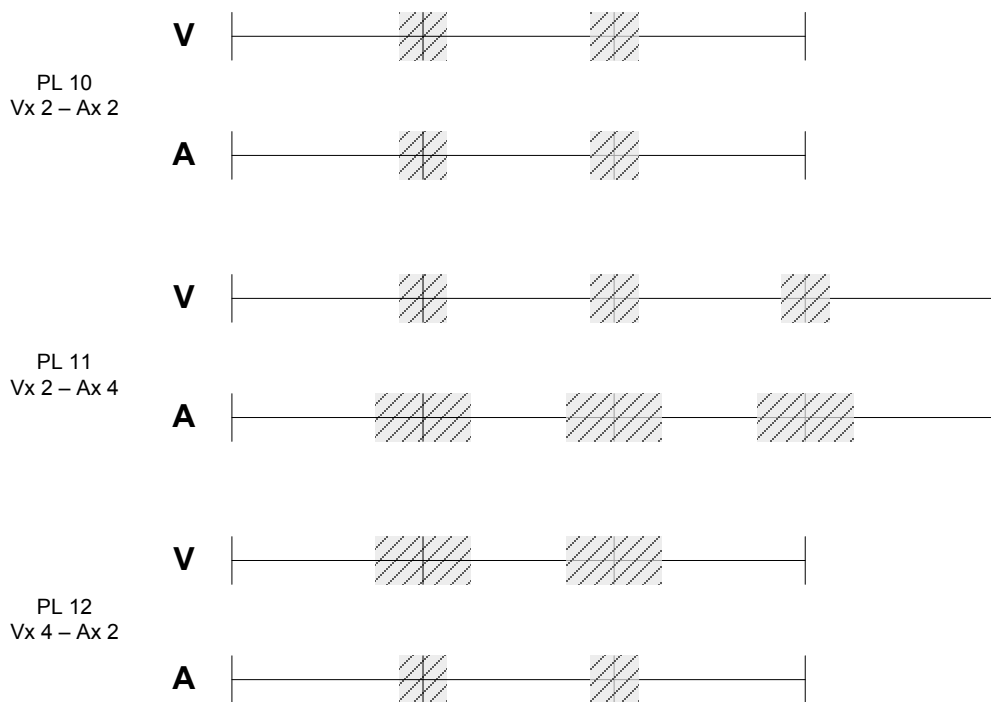 V
PL 10
Vx 2 – Ax 2
A
V
PL 11
Vx 2 – Ax 4
A
V
PL 12
Vx 4 – Ax 2
A